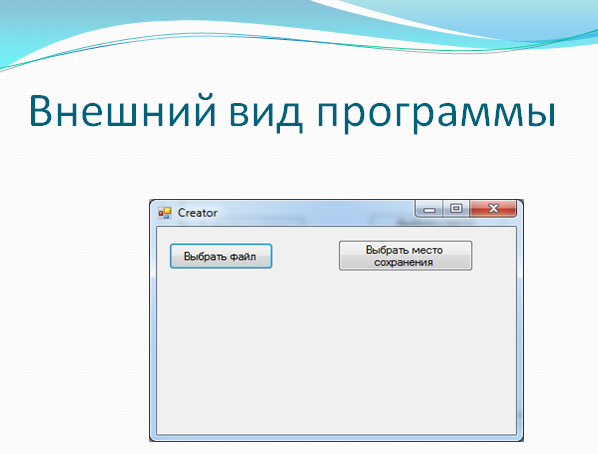 Внешний вид программы
Creator
Выбрать файл
Выбрать место
сохранения